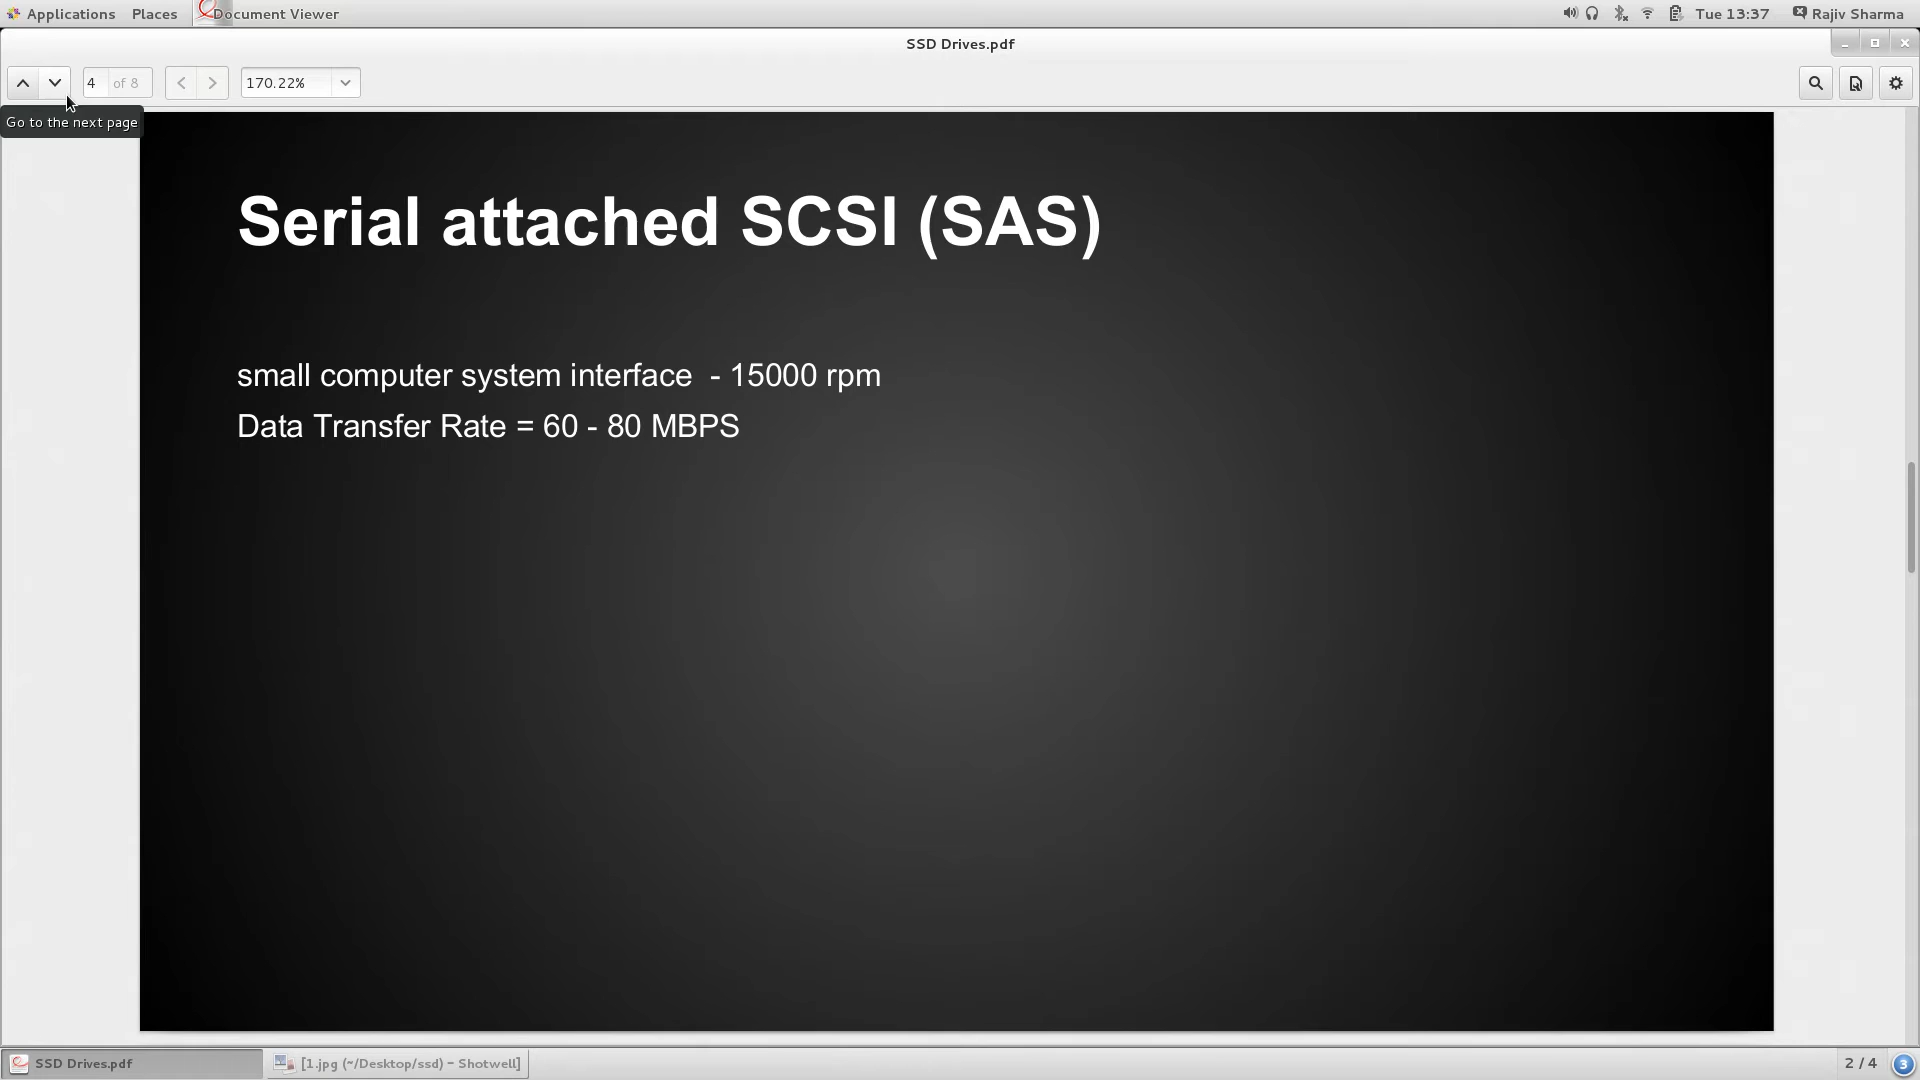 Applications Places Document Viewer Tue 13:37 Rajiv Sharma
SSD Drives.pdf
4 of 8 170.22%
Go to the next page
Serial attached SCSI (SAS)
small computer system interface - 15000 rpm
Data Transfer Rate = 60 - 80 MBPS
SSD Drives.pdf [1.jpg (~/Desktop/ssd) - Shotwell] 2 / 4 3